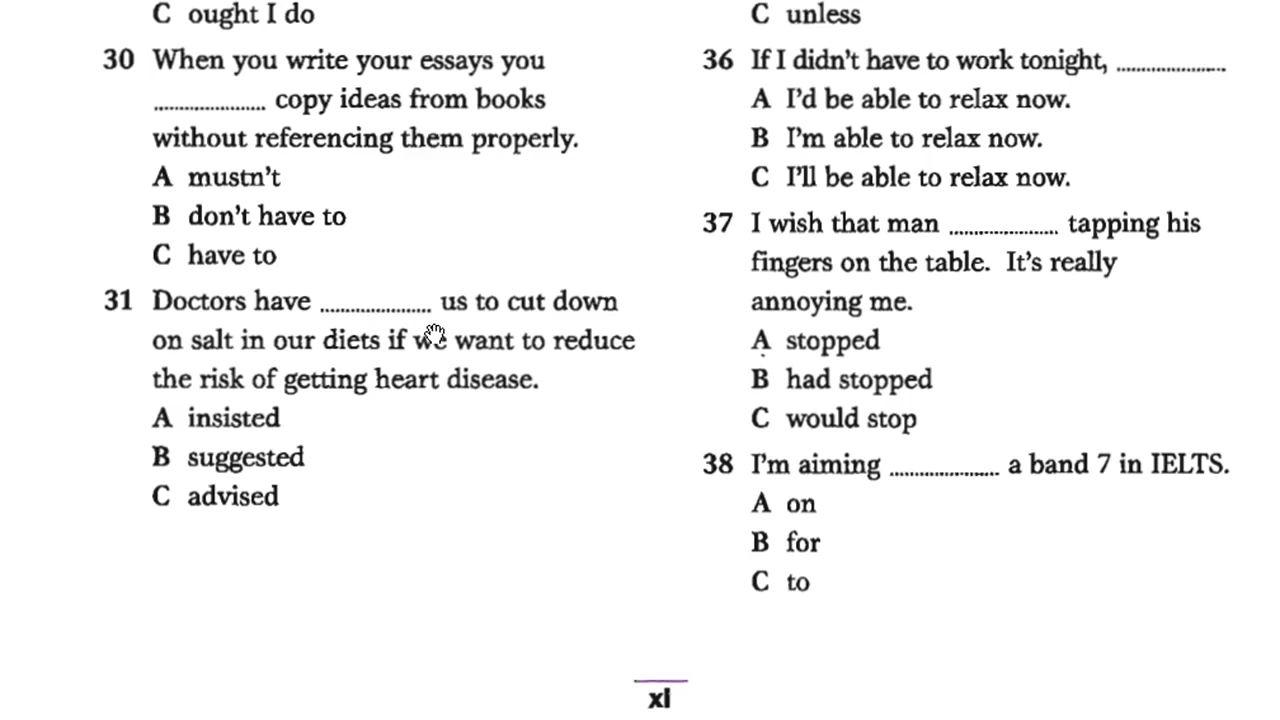 C ought I do
30 When you write your essays you
...................... copy ideas from books
without referencing them properly.
A mustn't
B don't have to
C have to
31 Doctors have ...................... us to cut down
on salt in our diets if we want to reduce
the risk of getting heart disease.
A insisted
B suggested
C advised
C unless
36 If I didn't have to work tonight, ......................
A I'd be able to relax now.
B I'm able to relax now.
C I'll be able to relax now.
37 I wish that man ...................... tapping his
fingers on the table. It's really
annoying me.
A stopped
B had stopped
C would stop
38 I'm aiming ...................... a band 7 in IELTS.
A on
B for
C to
xl